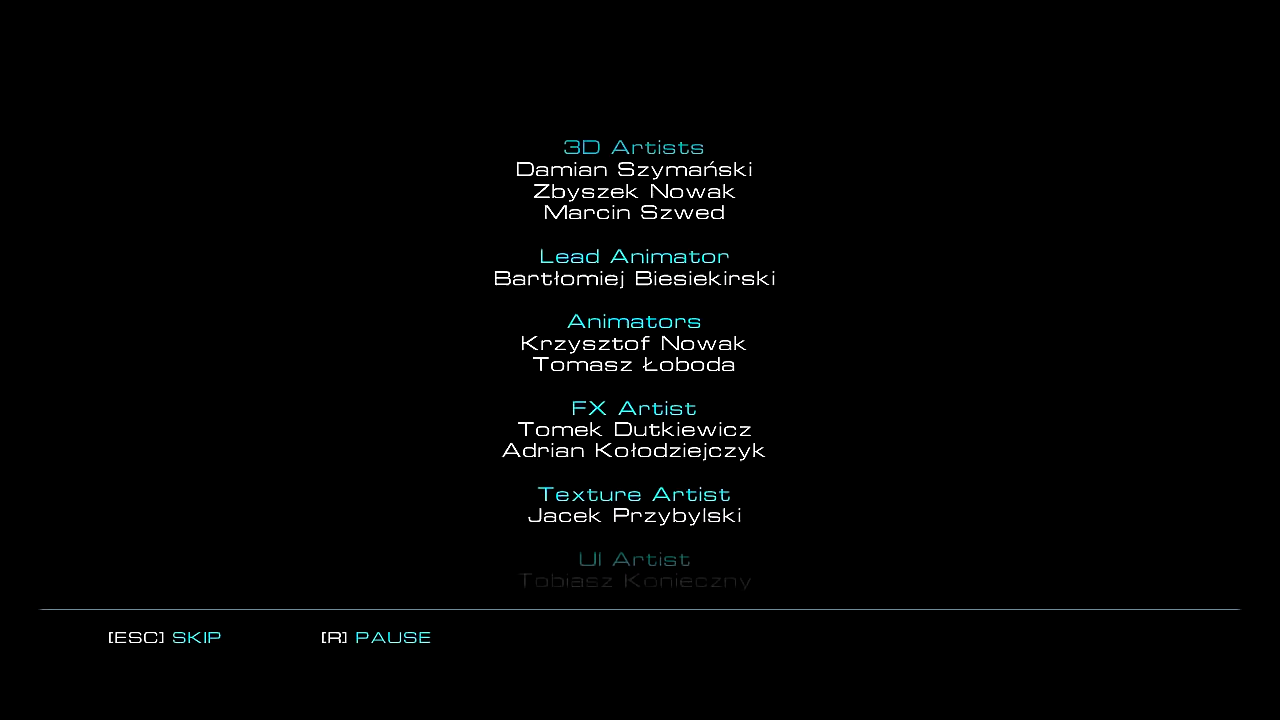 3D Artists
Damian Szymański
Zbyszek Nowak
Marcin Szwed
Lead Animator
Bartłomiej Biesiekirski
Animators
Krzysztof Nowak
Tomasz Łoboda
FX Artist
Tomek Dutkiewicz
Adrian Kołodziejczyk
Texture Artist
Jacek Przybylski
UI Artist
Tobiasz Konieczny
[ESC] SKIP [R] PAUSE